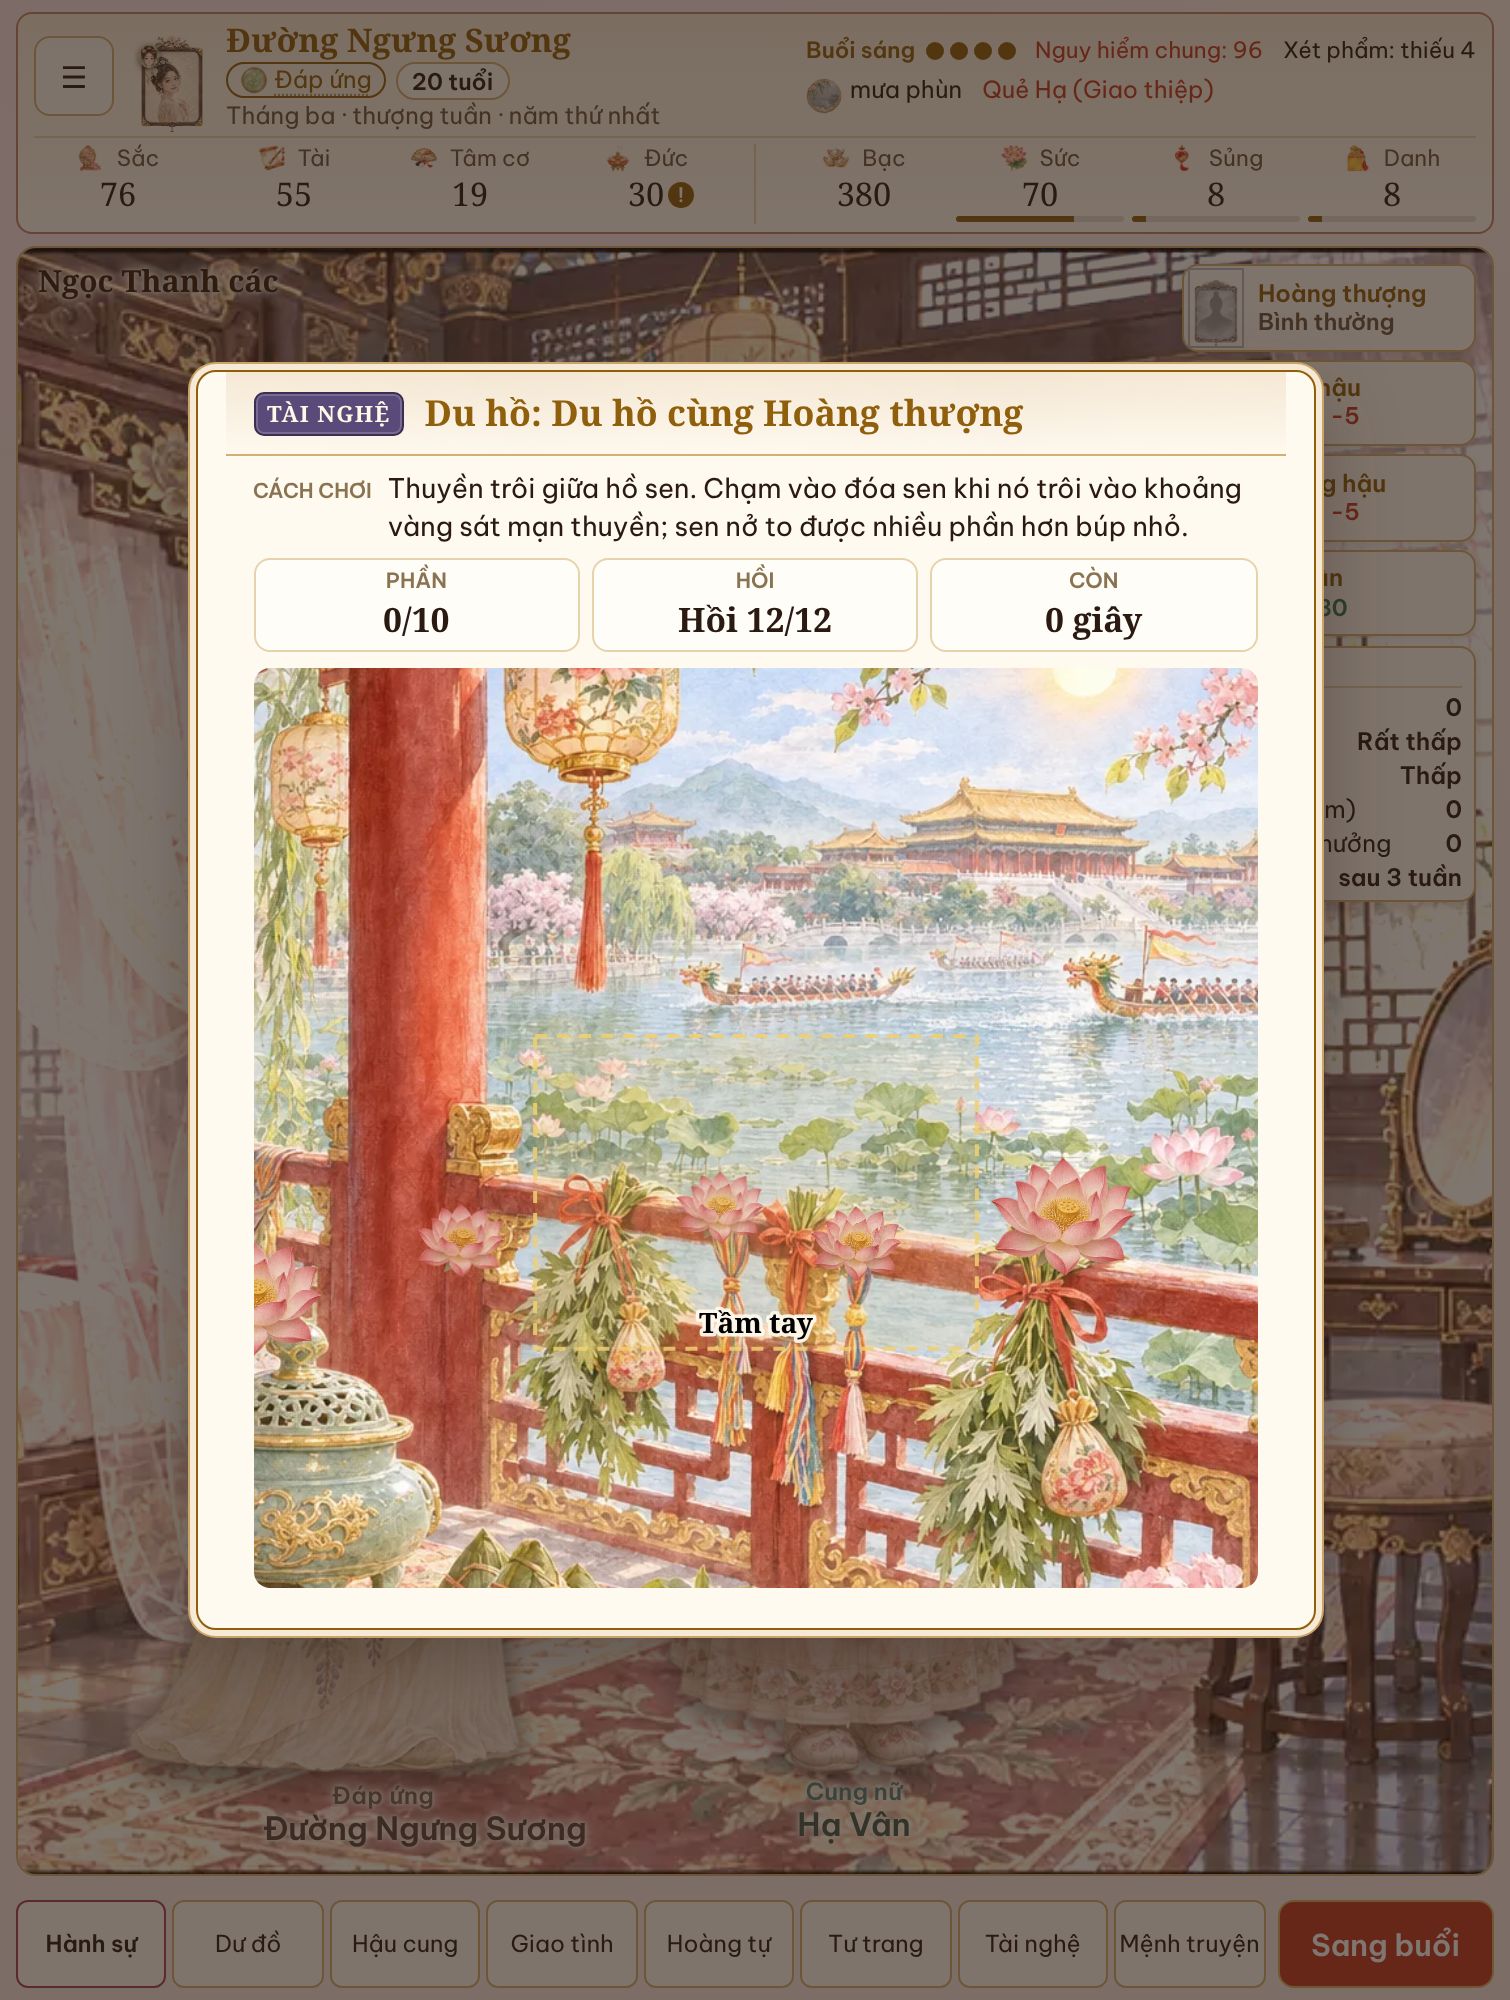 Đường Ngưng Sương
Đáp ứng
20 tuổi
Tháng ba · thượng tuần · năm thứ nhất
Buổi sáng
Nguy hiểm chung: 96
Xét phẩm: thiếu 4
mưa phùn
Quẻ Hạ (Giao thiệp)
Sắc
Tài
Tâm cơ
Đức
Bạc
Sức
Sủng
Danh
76
55
19
30
!
380
70
8
8
Ngọc Thanh các
Hoàng thượng
Bình thường
-5
-5
TÀI NGHỆ
Du hồ: Du hồ cùng Hoàng thượng
CÁCH CHƠI
Thuyền trôi giữa hồ sen. Chạm vào đóa sen khi nó trôi vào khoảng
vàng sát mạn thuyền; sen nở to được nhiều phần hơn búp nhỏ.
PHẦN
0/10
HỒI
Hồi 12/12
CÒN
0 giây
0
Rất thấp
Thấp
0
0
sau 3 tuần
Tầm tay
Đáp ứng
Đường Ngưng Sương
Cung nữ
Hạ Vân
Hành sự
Dư đồ
Hậu cung
Giao tình
Hoàng tự
Tư trang
Tài nghệ
Mệnh truyện
Sang buổi